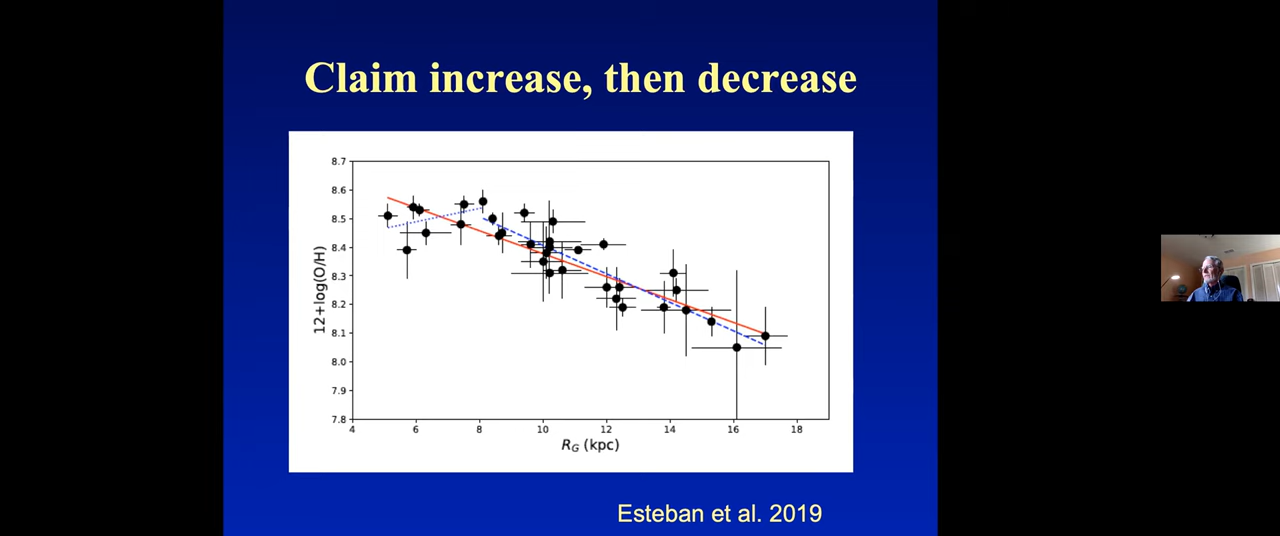 Claim increase, then decrease
8.7
8.6
8.5
8.4
8.3
8.2
8.1
8.0
7.9
7.8
12+log(O/H)
4 6 8 10 12 14 16 18
R_G (kpc)
Esteban et al. 2019